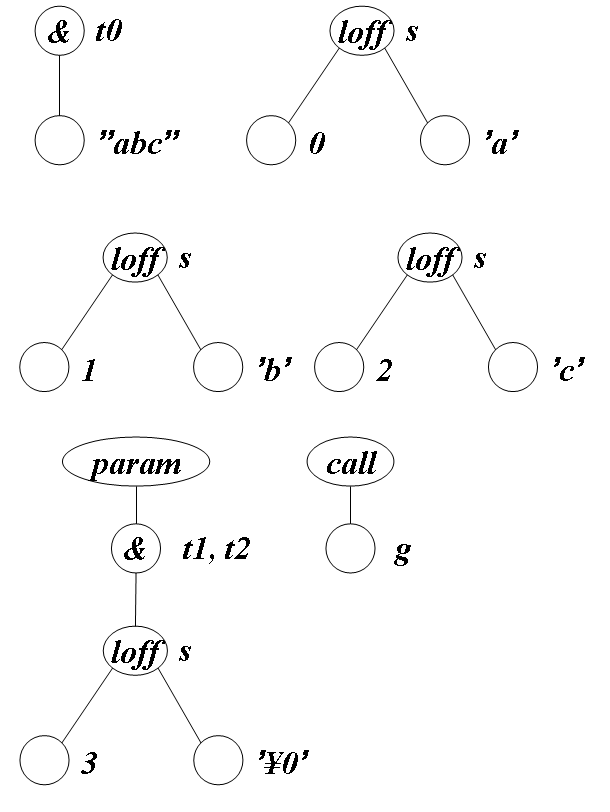 & t0 loff s
"abc" 0 'a'
loff s loff s
1 'b' 2 'c'
param call
& t1, t2 g
loff s
3 '¥0'